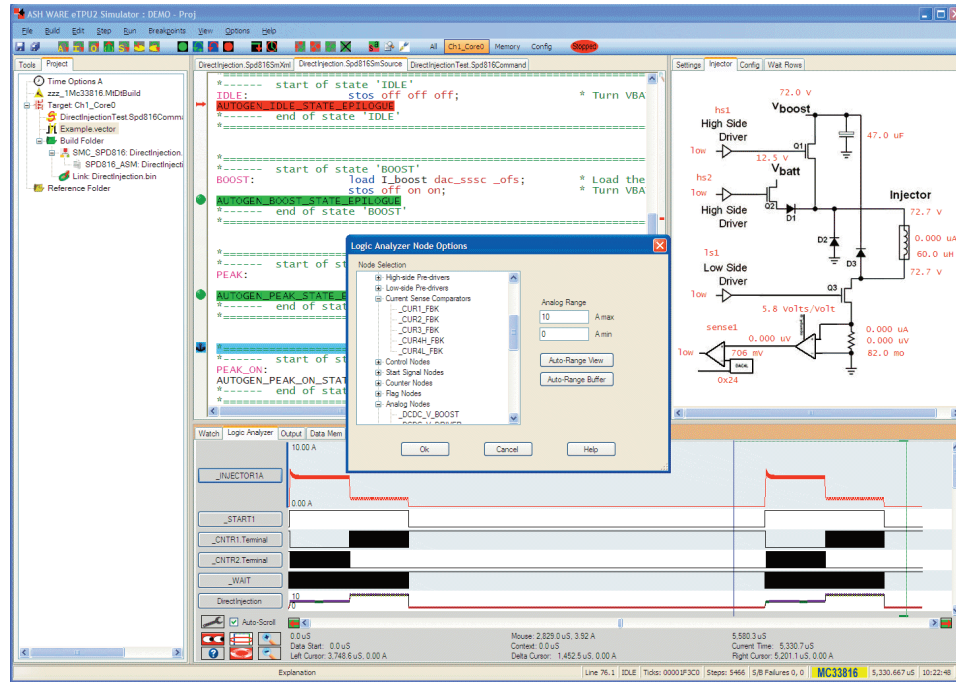 ASH WARE eTPU2 Simulator : DEMO - Proj
File Build Edit Step Run Breakpoints View Options Help
All Ch1_Core0 Memory Config Stopped
Tools Project
Time Options A
zzz_1Mc33816.MtDtBuild
Target: Ch1_Core0
DirectInjectionTest.Spd816Comm
Example.vector
Build Folder
SMC_SPD816: DirectInjection.
SPD816_ASM: DirectInjecti
Link: DirectInjection.bin
Reference Folder
DirectInjection.Spd816SmXml DirectInjection.Spd816SmSource DirectInjectionTest.Spd816Command
*------ start of state 'IDLE'
IDLE: stos off off off; * Turn VBA
AUTOGEN_IDLE_STATE_EPILOGUE
*------ end of state 'IDLE'
*------ start of state 'BOOST'
BOOST: load I_boost dac_sssc _ofs; * Load the
stos off on on; * Turn VBA
AUTOGEN_BOOST_STATE_EPILOGUE
*------ end of state 'BOOST'
*------ start of st
PEAK:
AUTOGEN_PEAK_STATE_E
*------ end of stat
*------ start of st
PEAK_ON:
AUTOGEN_PEAK_ON_STAT
*------ end of stat
Logic Analyzer Node Options
Node Selection
High-side Pre-drivers
Low-side Pre-drivers
Current Sense Comparators
_CUR1_FBK
_CUR2_FBK
_CUR3_FBK
_CUR4H_FBK
_CUR4L_FBK
Control Nodes
Start Signal Nodes
Counter Nodes
Flag Nodes
Analog Nodes
_DCDC_V_BOOST
Analog Range
10 A max
0 A min
Auto-Range View
Auto-Range Buffer
Ok Cancel Help
Settings Injector Config Wait Rows
72.0 V
Vboost
hs1
High Side
Driver
low
Q1
47.0 uF
12.5 V
Vbatt
hs2
low
High Side
Driver
Q2
D1
Injector
72.7 V
D2
D3
0.000 uA
60.0 uH
72.7 V
ls1
Low Side
Driver
low
Q3
5.8 Volts/Volt
sense1
0.000 uV
0.000 uA
0.000 uV
82.0 mo
low
706 mV
DACAL
0x24
Watch Logic Analyzer Output Data Mem
10.00 A
_INJECTOR1A
0.00 A
_START1
_CNTR1.Terminal
_CNTR2.Terminal
_WAIT
DirectInjection
10
0
Auto-Scroll
0.0 uS
Data Start: 0.0 uS
Left Cursor: 3,748.6 uS, 0.00 A
Mouse: 2,829.0 uS, 3.92 A
Context: 0.0 uS
Delta Cursor: 1,452.5 uS, 0.00 A
5,580.3 uS
Current Time: 5,330.7 uS
Right Cursor: 5,201.1 uS, 0.00 A
Explanation Line 76.1 IDLE Ticks: 00001F3C0 Steps: 5466 S/B Failures 0, 0 MC33816 5,330.667 uS 10:22:48